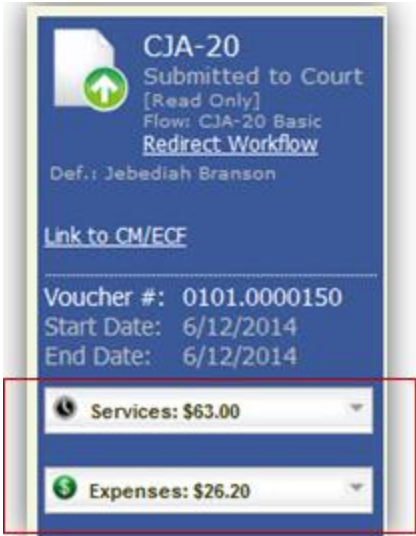 CJA-20
Submitted to Court
[Read Only]
Flow: CJA-20 Basic
Redirect Workflow
Def.: Jebediah Branson
Link to CM/ECF
Voucher #: 0101.0000150
Start Date: 6/12/2014
End Date: 6/12/2014
Services: $63.00
$ Expenses: $26.20